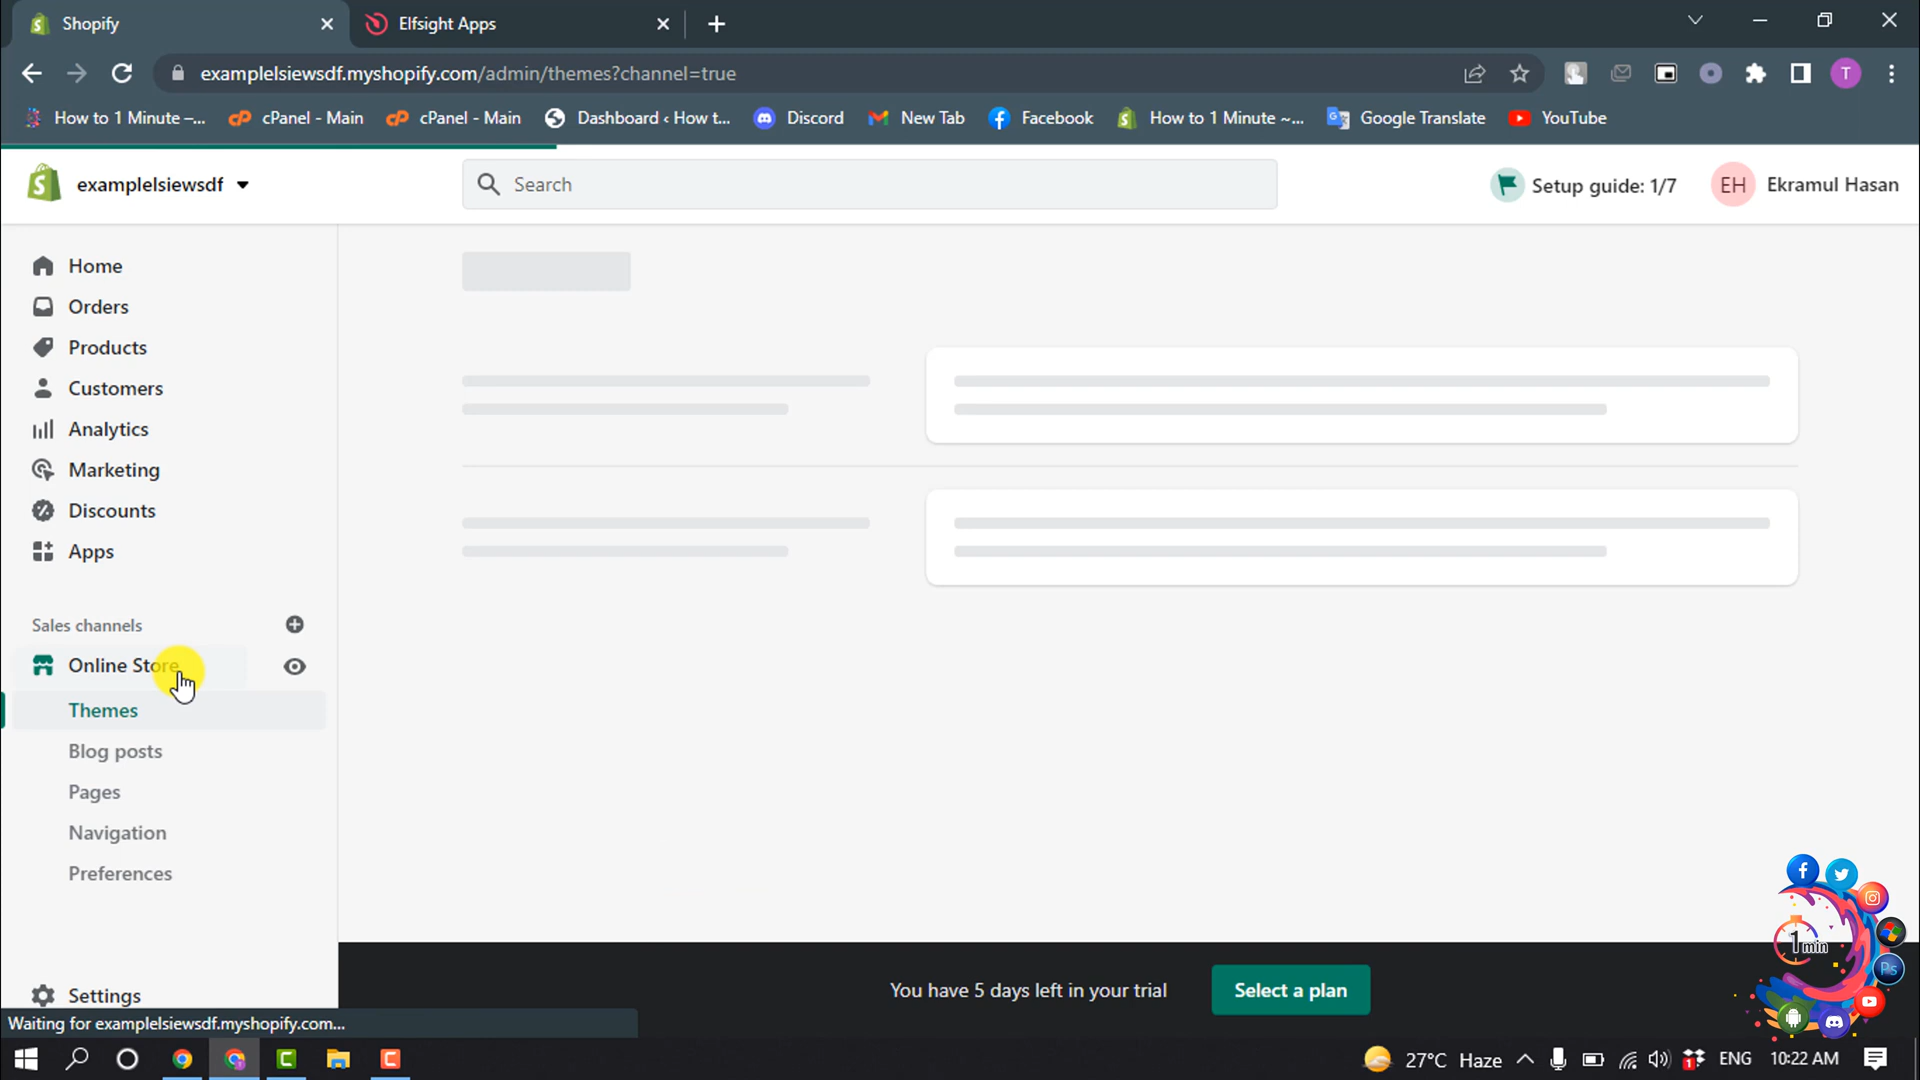 Shopify
Elfsight Apps
examplelsiewsdf.myshopify.com/admin/themes?channel=true
T
How to 1 Minute –...
cPanel - Main
cPanel - Main
Dashboard ‹ How t...
Discord
New Tab
Facebook
How to 1 Minute ~...
Google Translate
YouTube
examplelsiewsdf
Search
Setup guide: 1/7
EH
Ekramul Hasan
Home
Orders
Products
Customers
Analytics
Marketing
Discounts
Apps
Sales channels
Online Store
Themes
Blog posts
Pages
Navigation
Preferences
Settings
You have 5 days left in your trial
Select a plan
1 min
Ps
Waiting for examplelsiewsdf.myshopify.com...
27°C Haze
ENG
10:22 AM